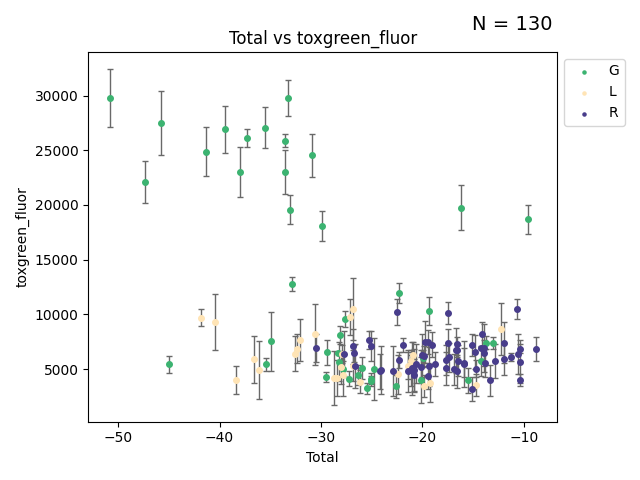 N = 130
Total vs toxgreen_fluor
G
L
R
toxgreen_fluor
30000
25000
20000
15000
10000
5000
−50 −40 −30 −20 −10
Total